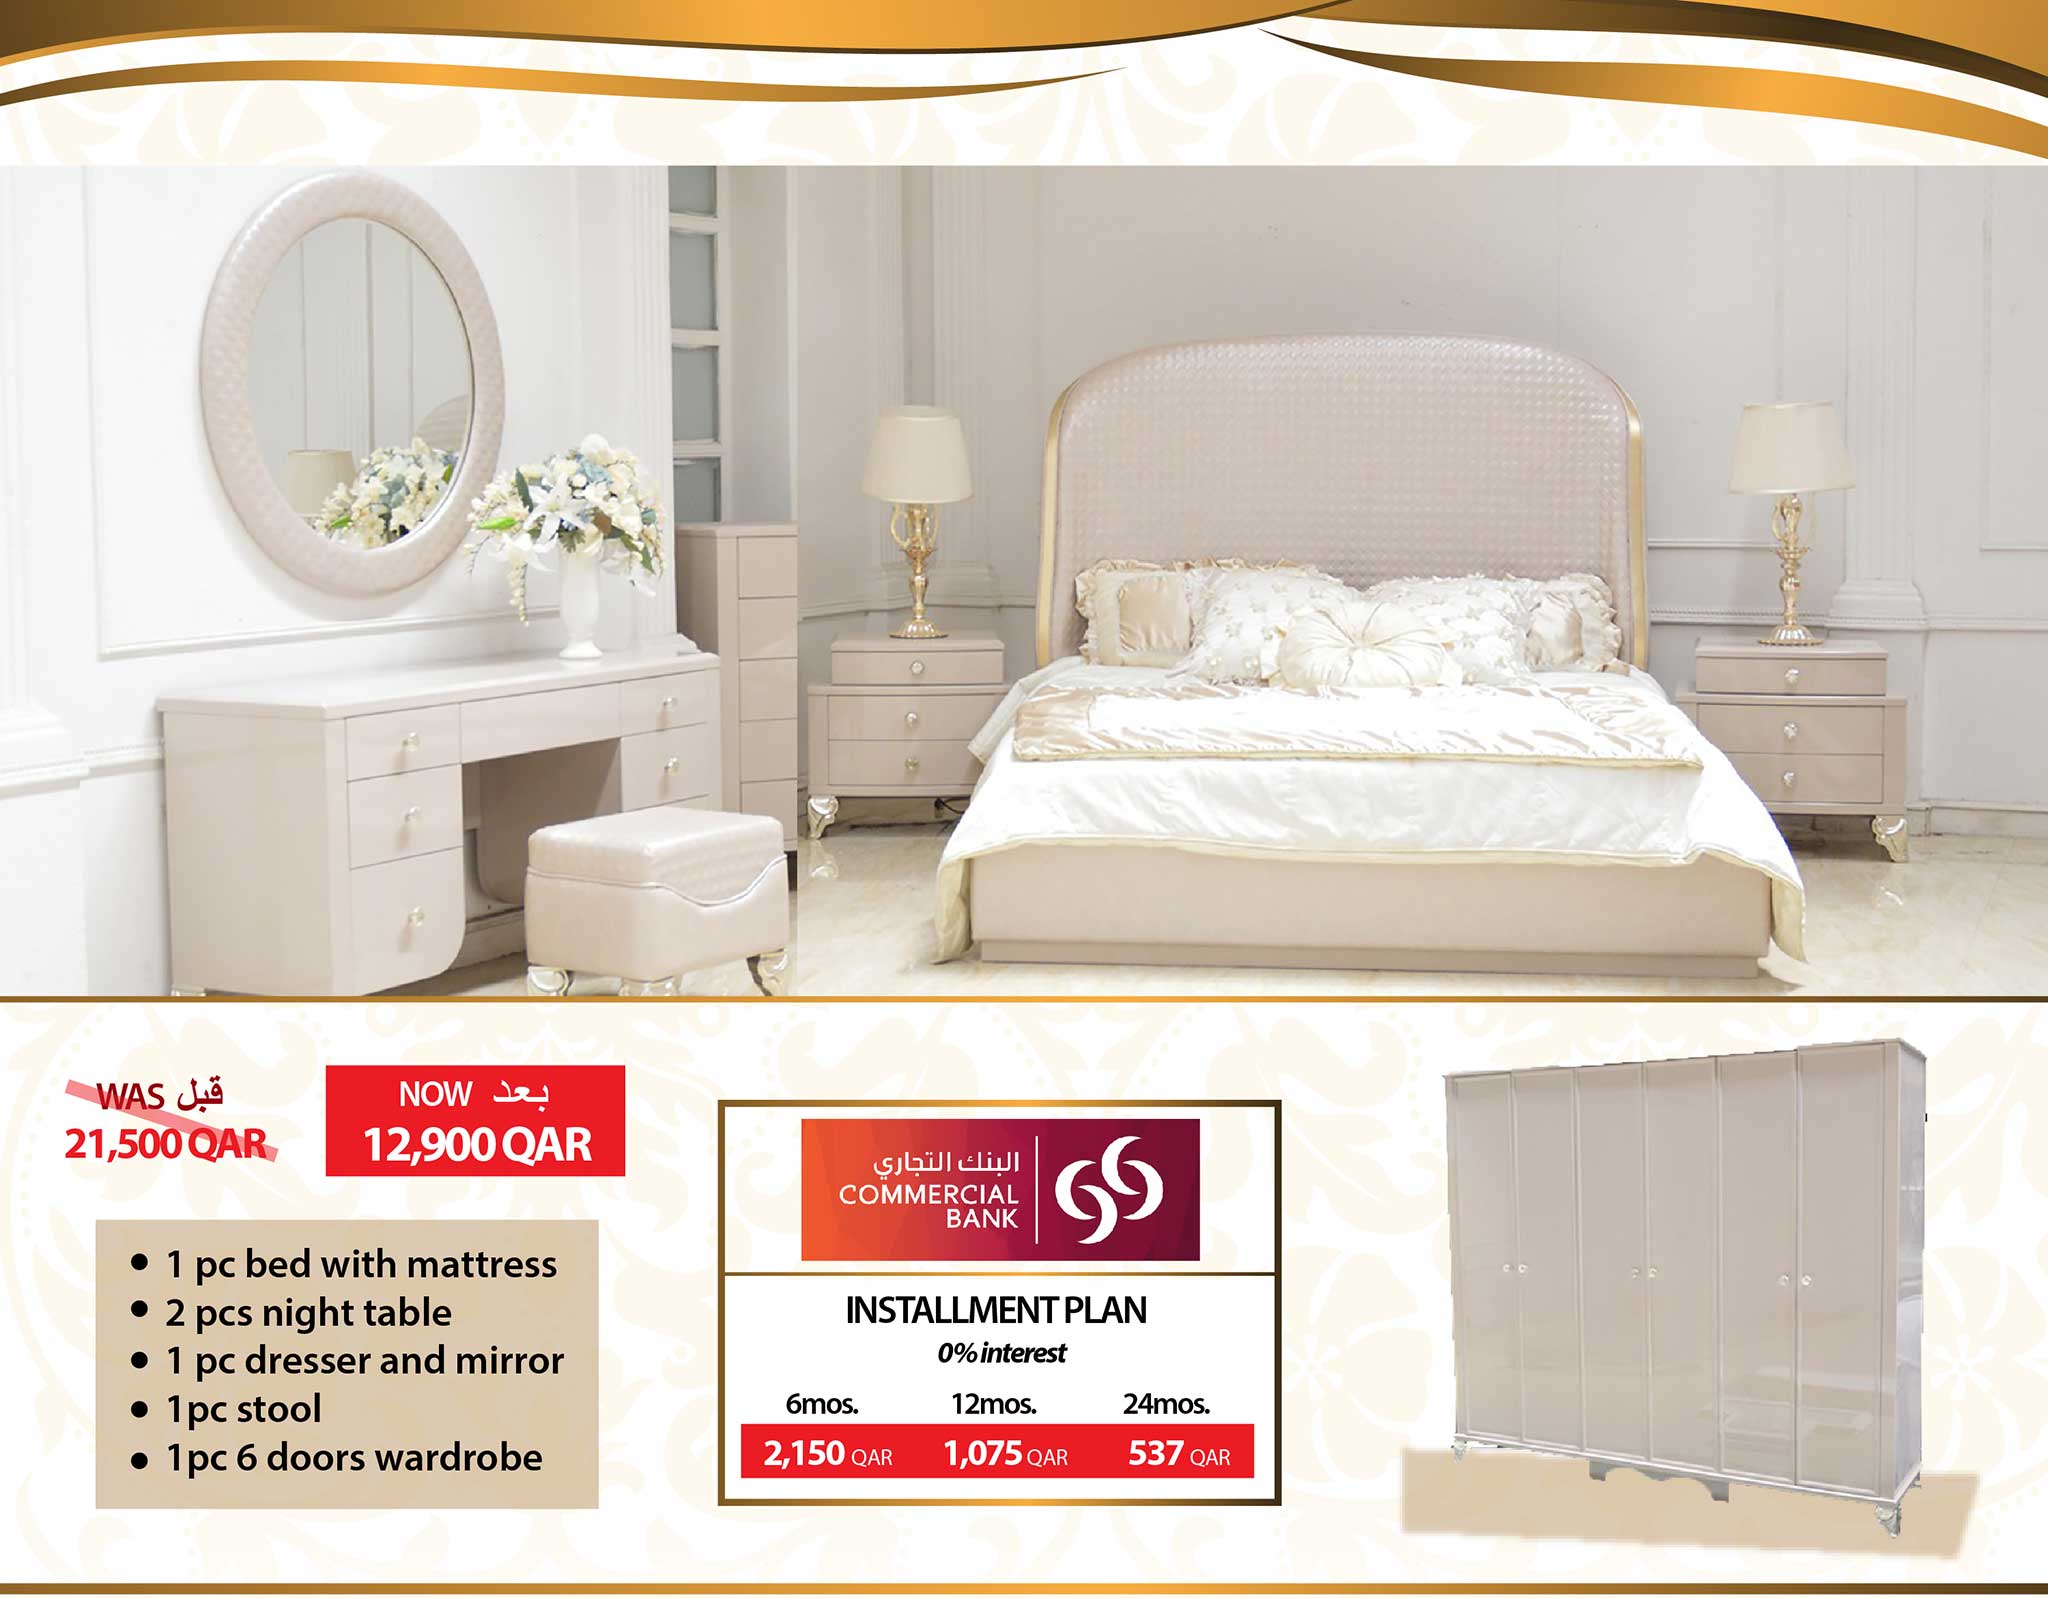 WAS قبل
21,500 QAR
NOW بعد
12,900 QAR
• 1 pc bed with mattress
• 2 pcs night table
• 1 pc dresser and mirror
• 1pc stool
• 1pc 6 doors wardrobe
البنك التجاري
COMMERCIAL
BANK
INSTALLMENT PLAN
0% interest
6mos. 12mos. 24mos.
2,150 QAR 1,075 QAR 537 QAR